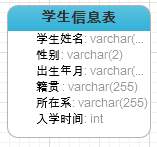 学生信息表
学生姓名: varchar(...
性别: varchar(2)
出生年月: varchar(...
籍贯: varchar(255)
所在系: varchar(255)
入学时间: int